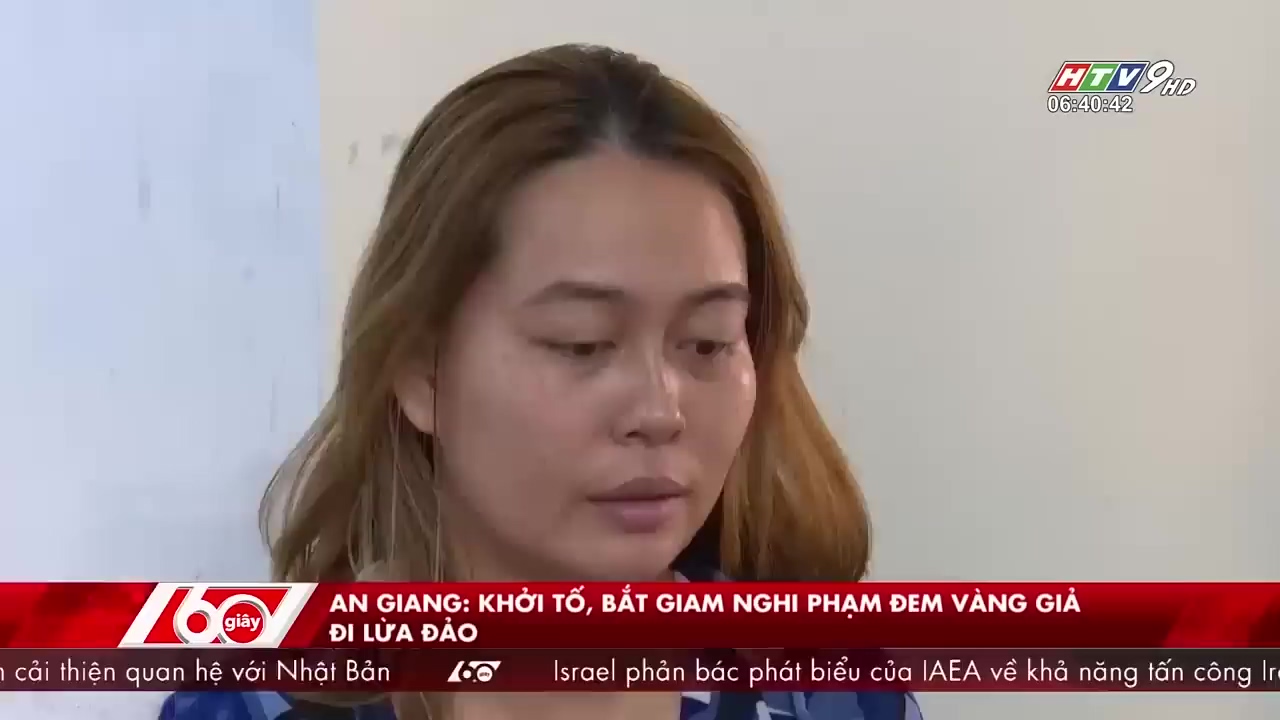 HTV9HD
06:40:42
60 giây
AN GIANG: KHỞI TỐ, BẮT GIAM NGHI PHẠM ĐEM VÀNG GIẢ
ĐI LỪA ĐẢO
cải thiện quan hệ với Nhật Bản 60 giây Israel phản bác phát biểu của IAEA về khả năng tấn công